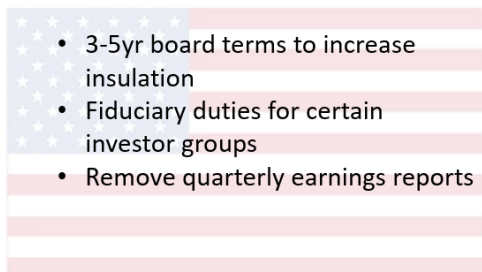 • 3-5yr board terms to increase
insulation
• Fiduciary duties for certain
investor groups
• Remove quarterly earnings reports